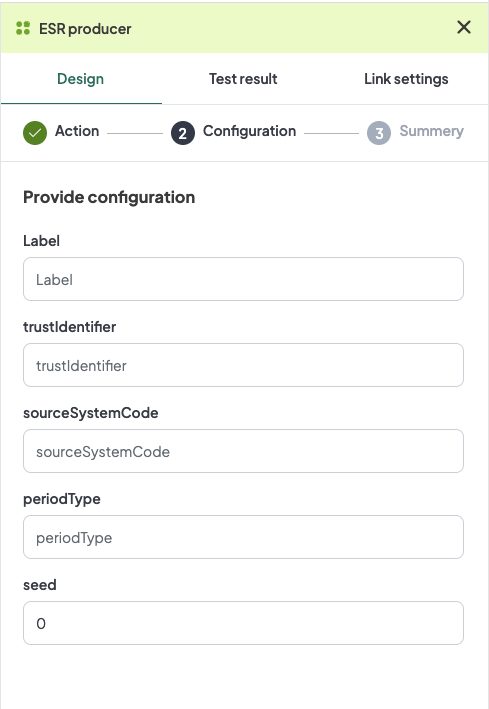 ESR producer
Design Test result Link settings
Action 2 Configuration 3 Summery
Provide configuration
Label
Label
trustIdentifier
trustIdentifier
sourceSystemCode
sourceSystemCode
periodType
periodType
seed
0